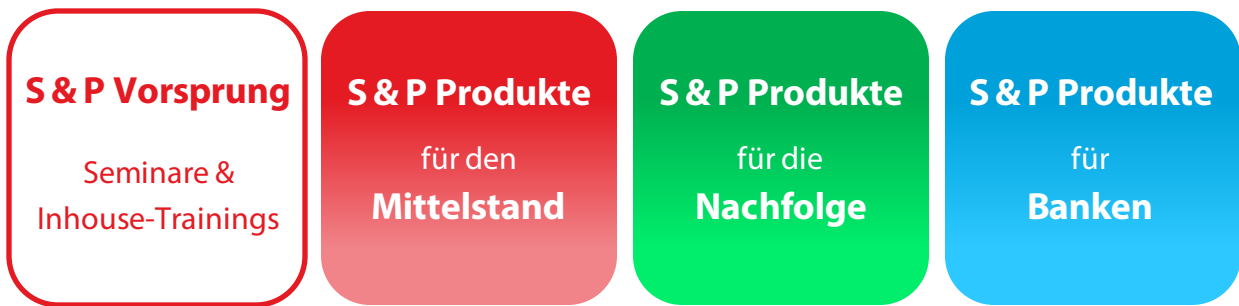 S & P Vorsprung
Seminare &
Inhouse-Trainings
S & P Produkte
für den
Mittelstand
S & P Produkte
für die
Nachfolge
S & P Produkte
für
Banken